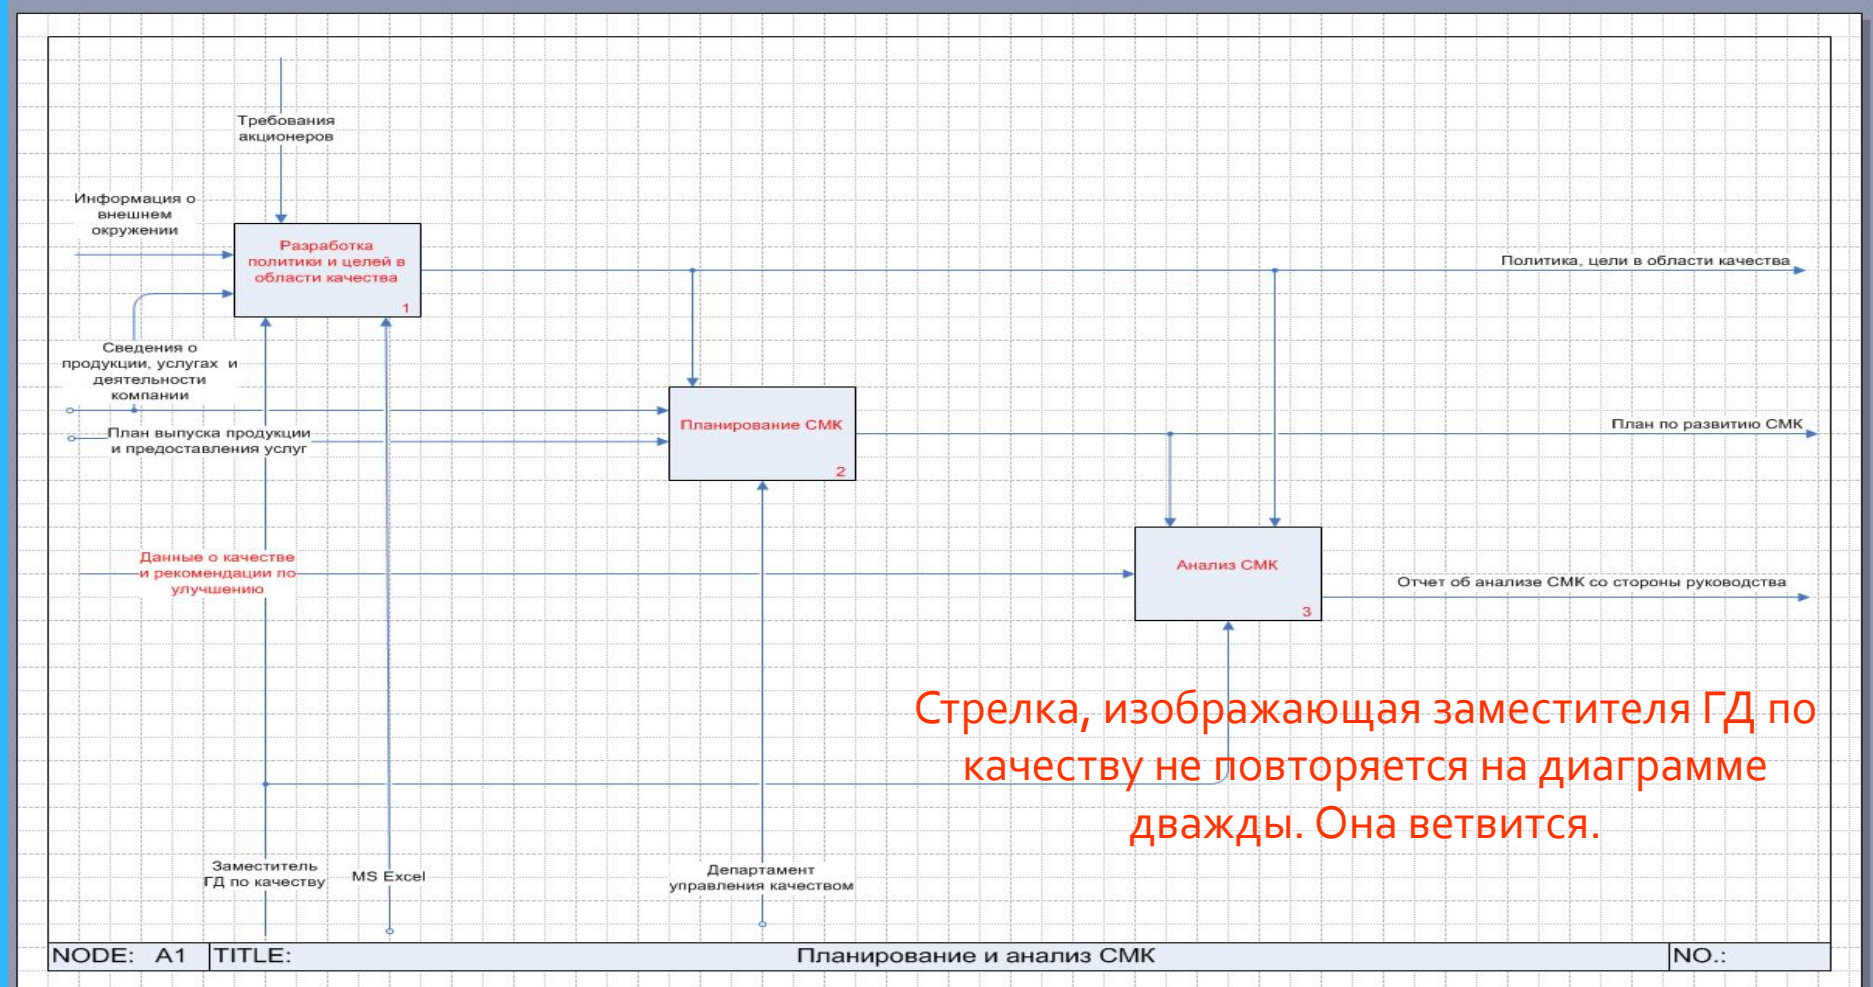 Требования
акционеров
Информация о
внешнем
окружении
Разработка
политики и целей в
области качества
1
Политика, цели в области качества
Сведения о
продукции, услугах и
деятельности
компании
План выпуска продукции
и предоставления услуг
Планирование СМК
2
План по развитию СМК
Данные о качестве
и рекомендации по
улучшению
Анализ СМК
3
Отчет об анализе СМК со стороны руководства
Стрелка, изображающая заместителя ГД по
качеству не повторяется на диаграмме
дважды. Она ветвится.
Заместитель
ГД по качеству
MS Excel
Департамент
управления качеством
NODE: A1 TITLE: Планирование и анализ СМК NO.: